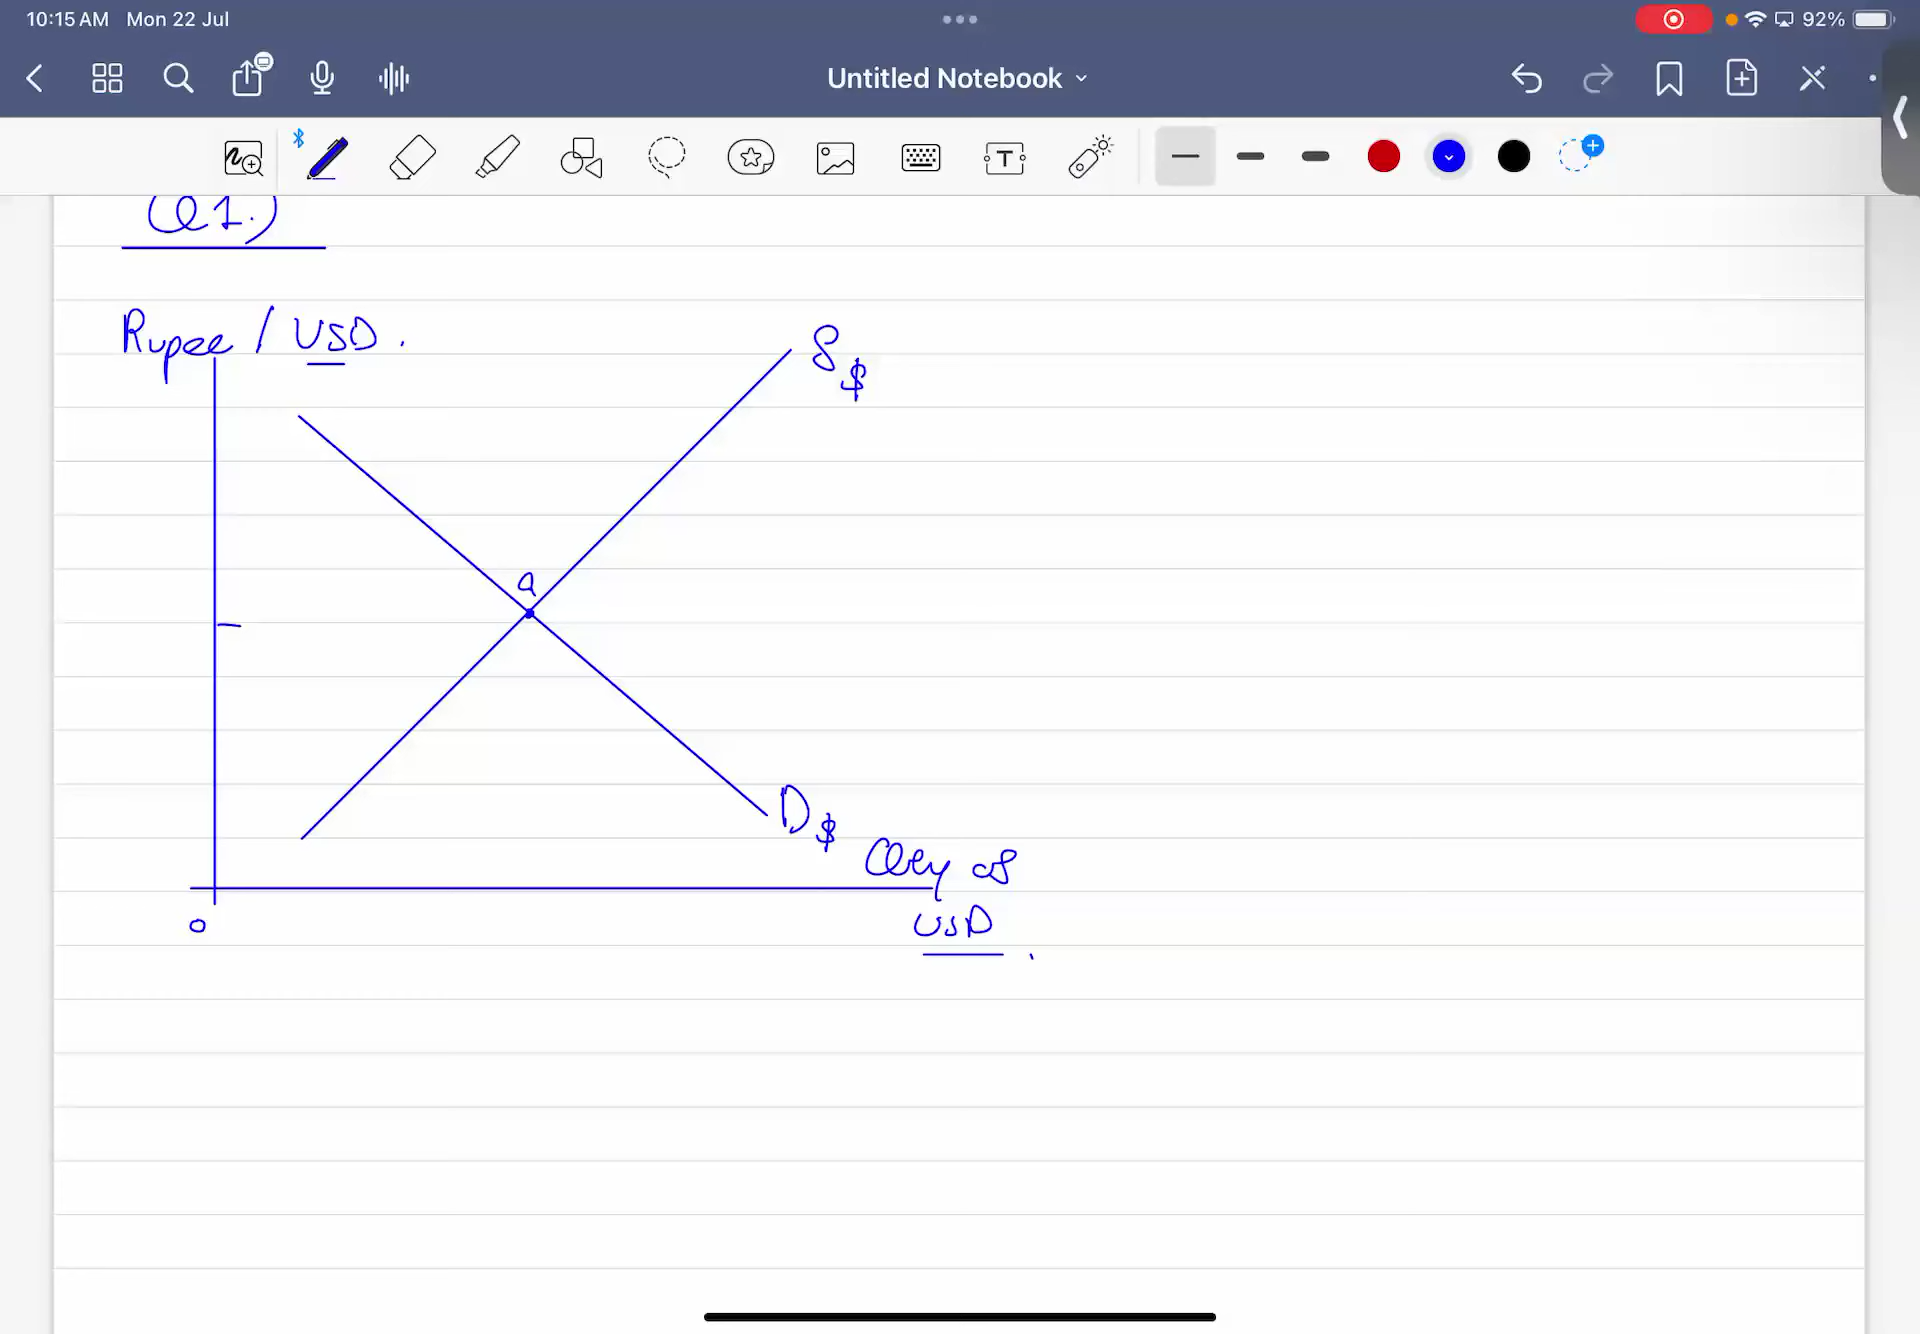 10:15 AM Mon 22 Jul
92%
Untitled Notebook
T
(Q1.)
Rupee / USD.
S$
a
D$
Qty of
USD
0